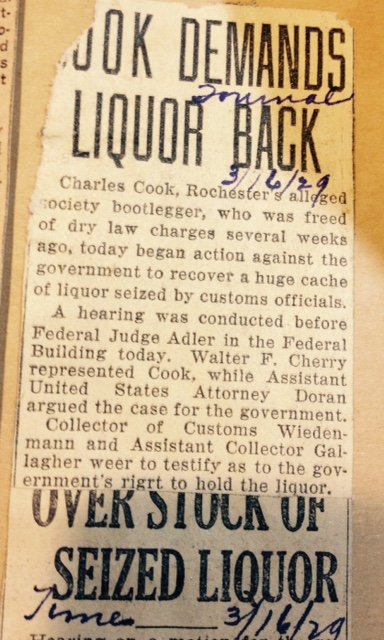 OOK DEMANDS
Journal
LIQUOR BACK
3/16/29
Charles Cook, Rochester's alleged
society bootlegger, who was freed
of dry law charges several weeks
ago, today began action against the
government to recover a huge cache
of liquor seized by customs officials.
A hearing was conducted before
Federal Judge Adler in the Federal
Building today. Walter F. Cherry
represented Cook, while Assistant
United States Attorney Doran
argued the case for the government.
Collector of Customs Wieden-
mann and Assistant Collector Gal-
lagher weer to testify as to the gov-
ernment's rigrt to hold the liquor.
OVER STOCK OF
SEIZED LIQUOR
Times 3/16/29
Hearing on a motion